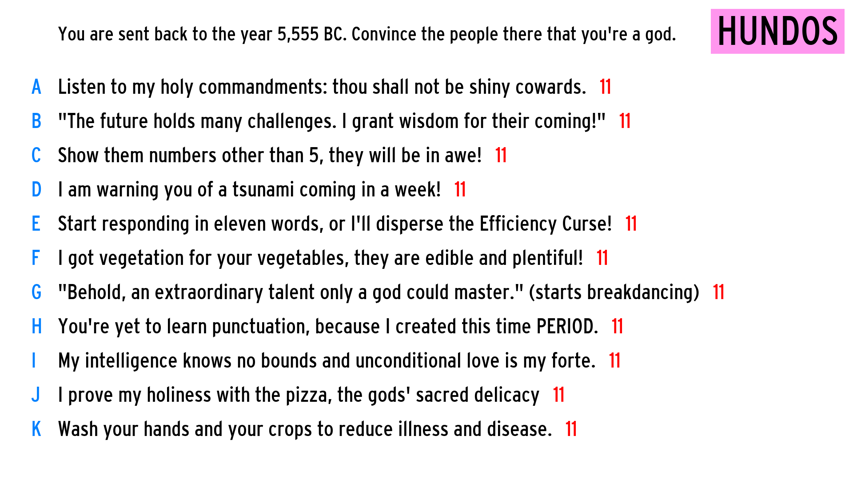 You are sent back to the year 5,555 BC. Convince the people there that you're a god.
HUNDOS
A Listen to my holy commandments: thou shall not be shiny cowards. 11
B "The future holds many challenges. I grant wisdom for their coming!" 11
C Show them numbers other than 5, they will be in awe! 11
D I am warning you of a tsunami coming in a week! 11
E Start responding in eleven words, or I'll disperse the Efficiency Curse! 11
F I got vegetation for your vegetables, they are edible and plentiful! 11
G "Behold, an extraordinary talent only a god could master." (starts breakdancing) 11
H You're yet to learn punctuation, because I created this time PERIOD. 11
I My intelligence knows no bounds and unconditional love is my forte. 11
J I prove my holiness with the pizza, the gods' sacred delicacy 11
K Wash your hands and your crops to reduce illness and disease. 11